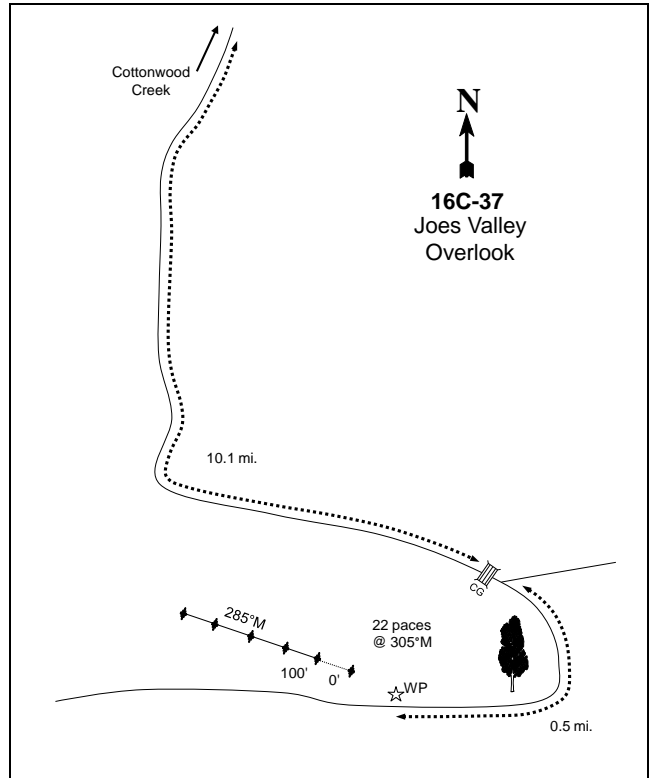 Cottonwood
Creek
N
16C-37
Joes Valley
Overlook
10.1 mi.
CG
285°M
22 paces
@ 305°M
100'
0'
WP
0.5 mi.